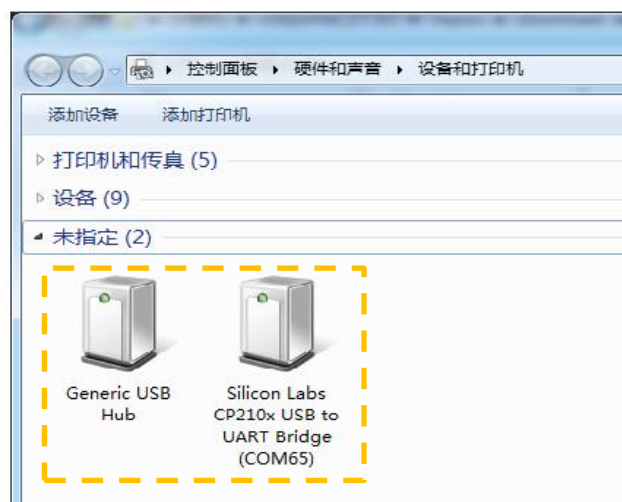 控制面板 硬件和声音 设备和打印机
添加设备 添加打印机
打印机和传真 (5)
设备 (9)
未指定 (2)
Generic USB
Hub
Silicon Labs
CP210x USB to
UART Bridge
(COM65)